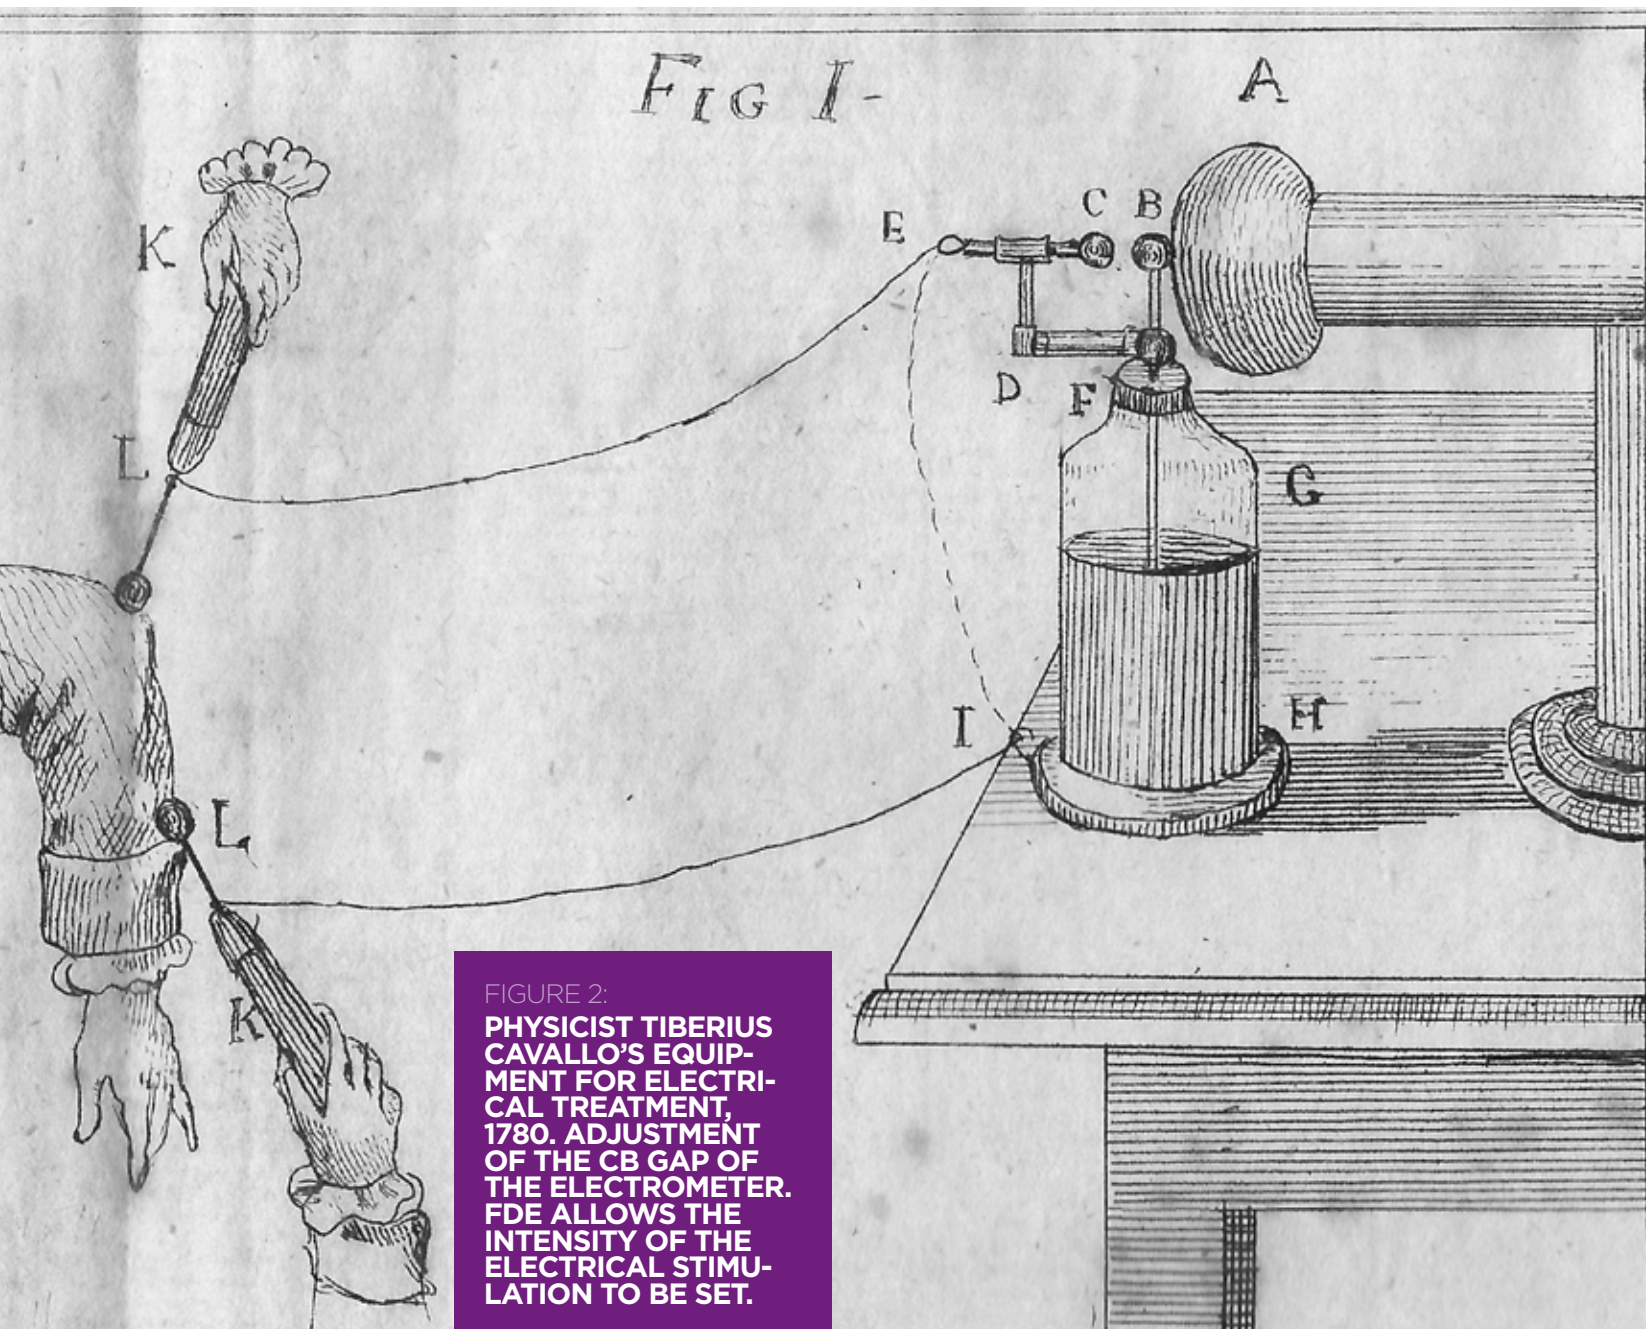 FIG I-
A
K
E
C
B
D
F
L
G
I
H
L
K
FIGURE 2:
PHYSICIST TIBERIUS
CAVALLO'S EQUIP-
MENT FOR ELECTRI-
CAL TREATMENT,
1780. ADJUSTMENT
OF THE CB GAP OF
THE ELECTROMETER.
FDE ALLOWS THE
INTENSITY OF THE
ELECTRICAL STIMU-
LATION TO BE SET.